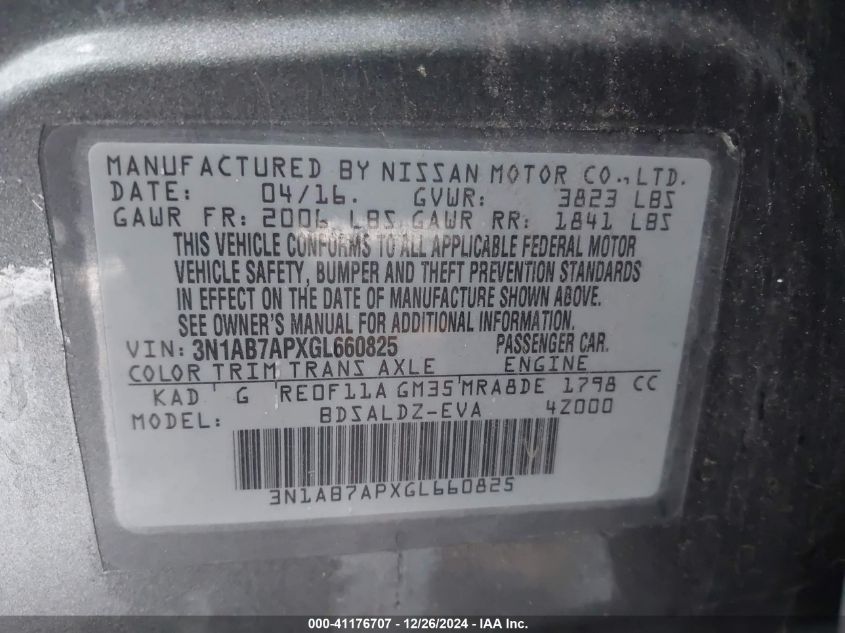 MANUFACTURED BY NISSAN MOTOR CO.,LTD.
DATE: 04/16. GVWR: 3823 LBS
GAWR FR: 2006 LBS GAWR RR: 1841 LBS
THIS VEHICLE CONFORMS TO ALL APPLICABLE FEDERAL MOTOR
VEHICLE SAFETY, BUMPER AND THEFT PREVENTION STANDARDS
IN EFFECT ON THE DATE OF MANUFACTURE SHOWN ABOVE.
SEE OWNER'S MANUAL FOR ADDITIONAL INFORMATION.
VIN: 3N1AB7APXGL660825 PASSENGER CAR.
COLOR TRIM TRANS AXLE ENGINE
KAD G RE0F11A GM35 MRA8DE 1798 CC
MODEL: BDSALDZ-EVA 4Z000
3N1AB7APXGL660825
000-41176707 - 12/26/2024 - IAAI Inc.